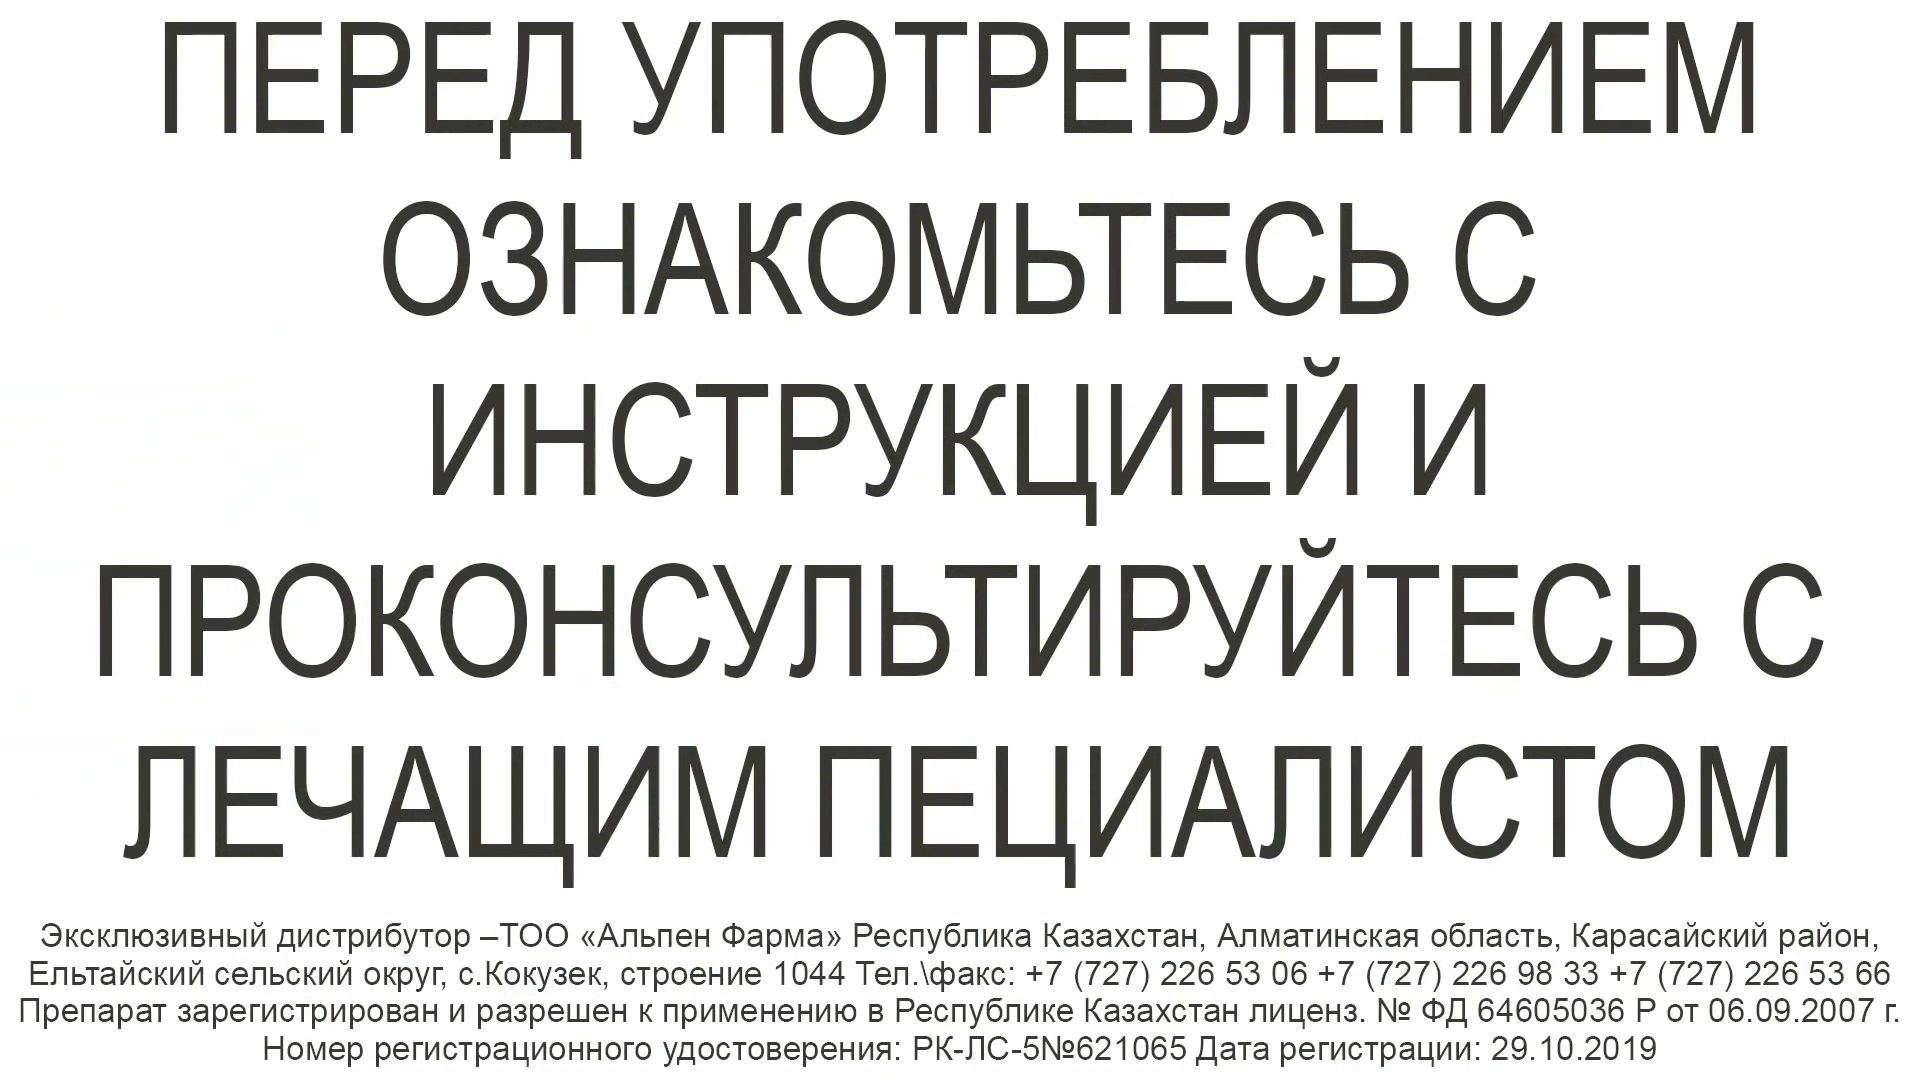 ПЕРЕД УПОТРЕБЛЕНИЕМ
ОЗНАКОМЬТЕСЬ С
ИНСТРУКЦИЕЙ И
ПРОКОНСУЛЬТИРУЙТЕСЬ С
ЛЕЧАЩИМ ПЕЦИАЛИСТОМ
Эксклюзивный дистрибутор –ТОО «Альпен Фарма» Республика Казахстан, Алматинская область, Карасайский район,
Ельтайский сельский округ, с.Кокузек, строение 1044 Тел.\факс: +7 (727) 226 53 06 +7 (727) 226 98 33 +7 (727) 226 53 66
Препарат зарегистрирован и разрешен к применению в Республике Казахстан лиценз. № ФД 64605036 Р от 06.09.2007 г.
Номер регистрационного удостоверения: РК-ЛС-5№621065 Дата регистрации: 29.10.2019